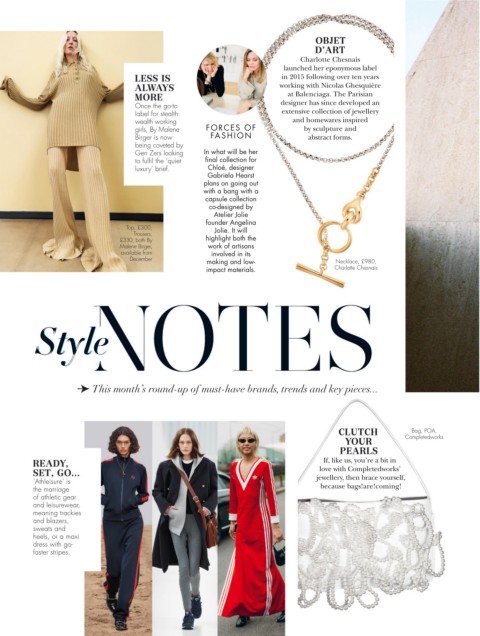 LESS IS
ALWAYS
MORE
Once the go-to
label for stealth-
wealth working
girls, By Malene
Birger is now
being coveted by
Gen Zers looking
to fulfil the ‘quiet
luxury’ brief.
Top, £300,
trousers,
£330, both By
Malene Birger,
available from
December
FORCES OF
FASHION
In what will be her
final collection for
Chloé, designer
Gabriela Hearst
plans on going out
with a bang with a
capsule collection
co-designed by
Atelier Jolie
founder Angelina
Jolie. It will
highlight both the
work of artisans
involved in its
making and low-
impact materials.
OBJET
D’ART
Charlotte Chesnais
launched her eponymous label
in 2015 following over ten years
working with Nicolas Ghesquière
at Balenciaga. The Parisian
designer has since developed an
extensive collection of jewellery
and homewares inspired
by sculpture and
abstract forms.
Necklace, £980,
Charlotte Chesnais
Style NOTES
This month’s round-up of must-have brands, trends and key pieces...
READY,
SET, GO...
‘Athleisure’ is
the marriage
of athletic gear
and leisurewear,
meaning trackies
and blazers,
sweats and
heels, or a maxi
dress with go-
faster stripes.
CLUTCH
YOUR
PEARLS
If, like us, you’re a bit in
love with Completedworks’
jewellery, then brace yourself,
because bags!are!coming!
Bag, POA,
Completedworks